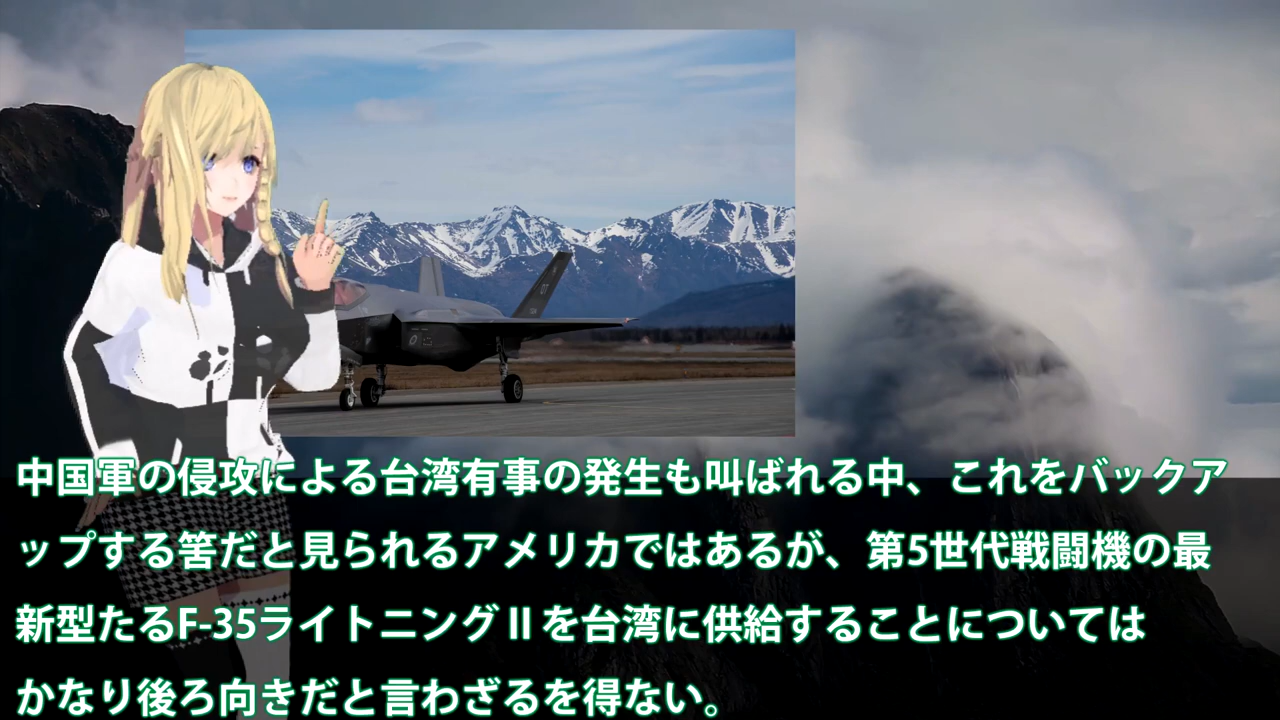 中国軍の侵攻による台湾有事の発生も叫ばれる中、これをバックア
ップする筈だと見られるアメリカではあるが、第5世代戦闘機の最
新型たるF-35ライトニングⅡを台湾に供給することについては
かなり後ろ向きだと言わざるを得ない。